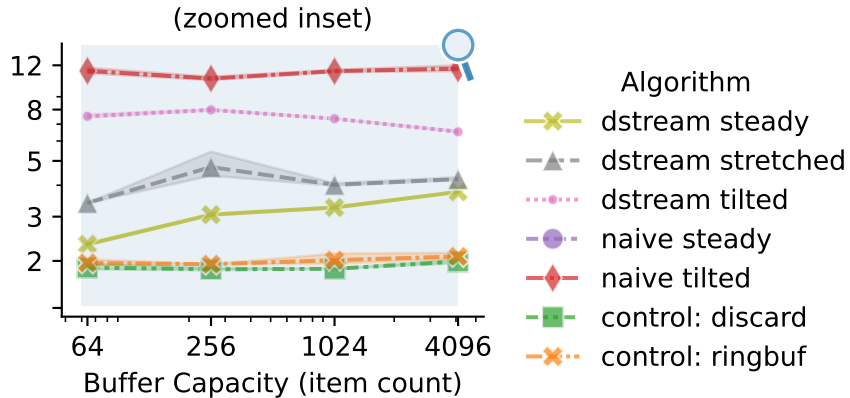 (zoomed inset)
12
8
5
3
2
64 256 1024 4096
Buffer Capacity (item count)
Algorithm
dstream steady
dstream stretched
dstream tilted
naive steady
naive tilted
control: discard
control: ringbuf